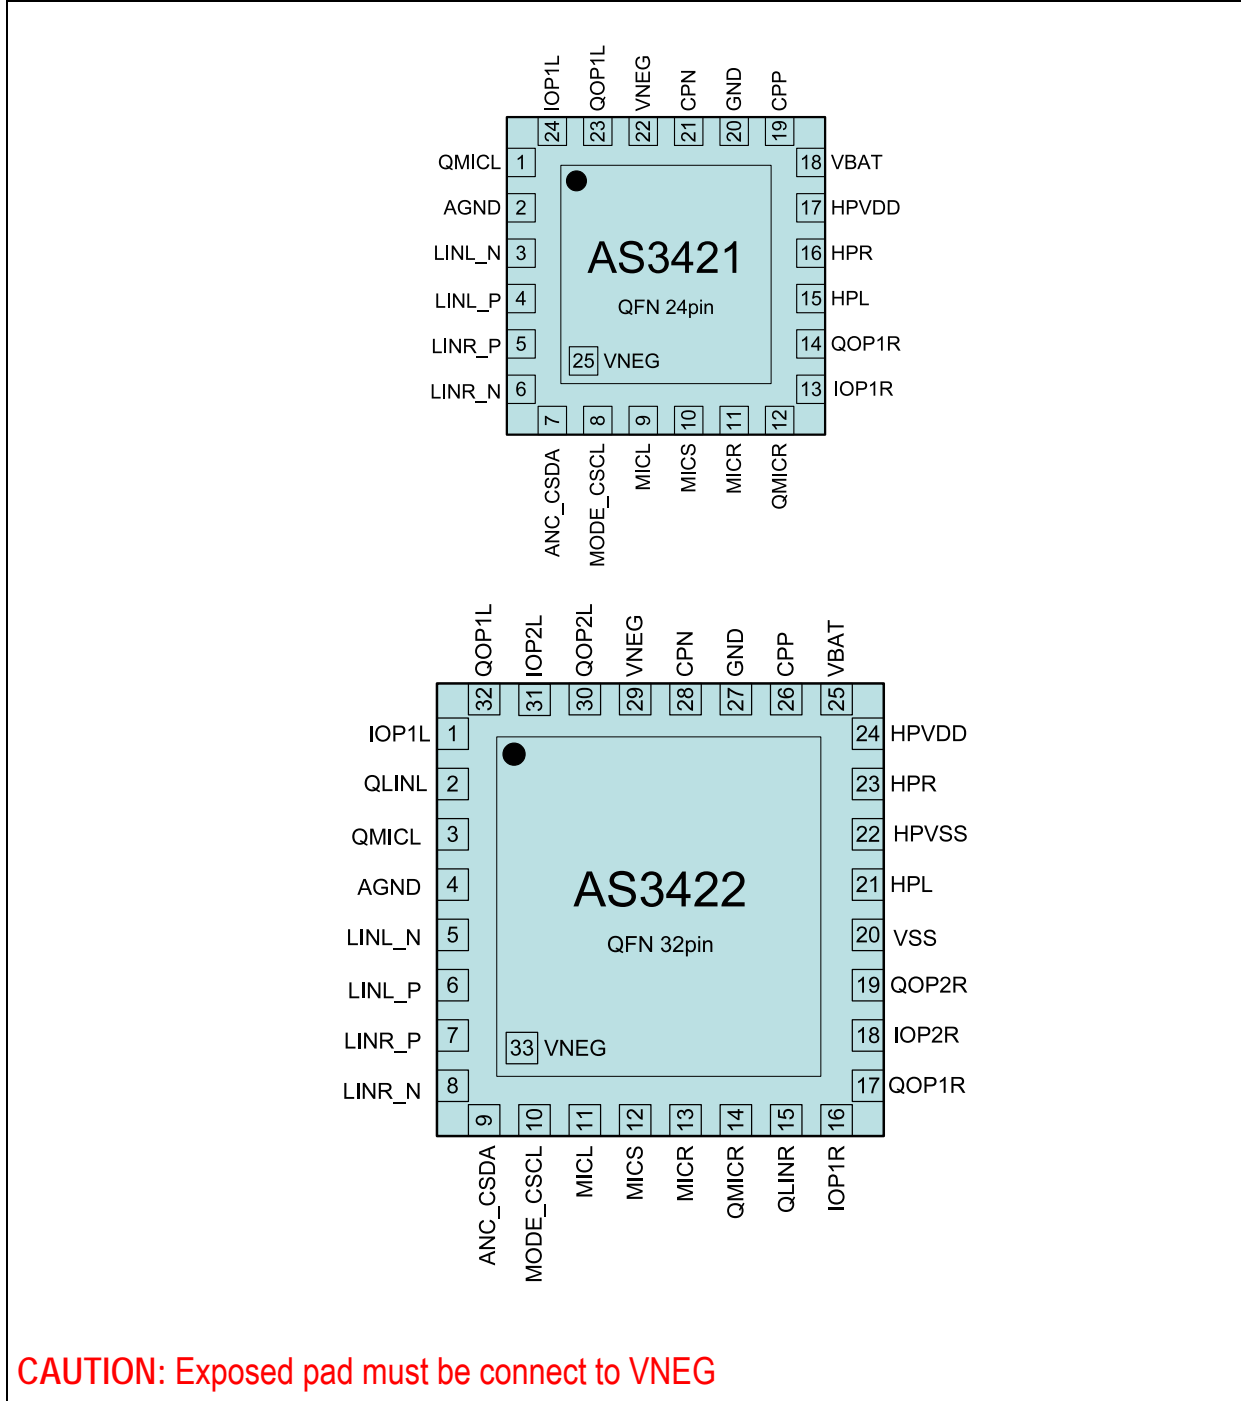 IOP1L QOP1L VNEG CPN GND CPP
24 23 22 21 20 19
QMICL 1 18 VBAT
AGND 2 17 HPVDD
LINL_N 3 16 HPR
AS3421
LINL_P 4 15 HPL
QFN 24pin
LINR_P 5 14 QOP1R
25 VNEG
LINR_N 6 13 IOP1R
7 8 9 10 11 12
ANC_CSDA MODE_CSCL MICL MICS MICR QMICR
QOP1L IOP2L QOP2L VNEG CPN GND CPP VBAT
32 31 30 29 28 27 26 25
IOP1L 1 24 HPVDD
QLINL 2 23 HPR
QMICL 3 22 HPVSS
AGND 4 21 HPL
AS3422
LINL_N 5 20 VSS
QFN 32pin
LINL_P 6 19 QOP2R
LINR_P 7 18 IOP2R
33 VNEG
LINR_N 8 17 QOP1R
9 10 11 12 13 14 15 16
ANC_CSDA MODE_CSCL MICL MICS MICR QMICR QLINR IOP1R
CAUTION: Exposed pad must be connect to VNEG